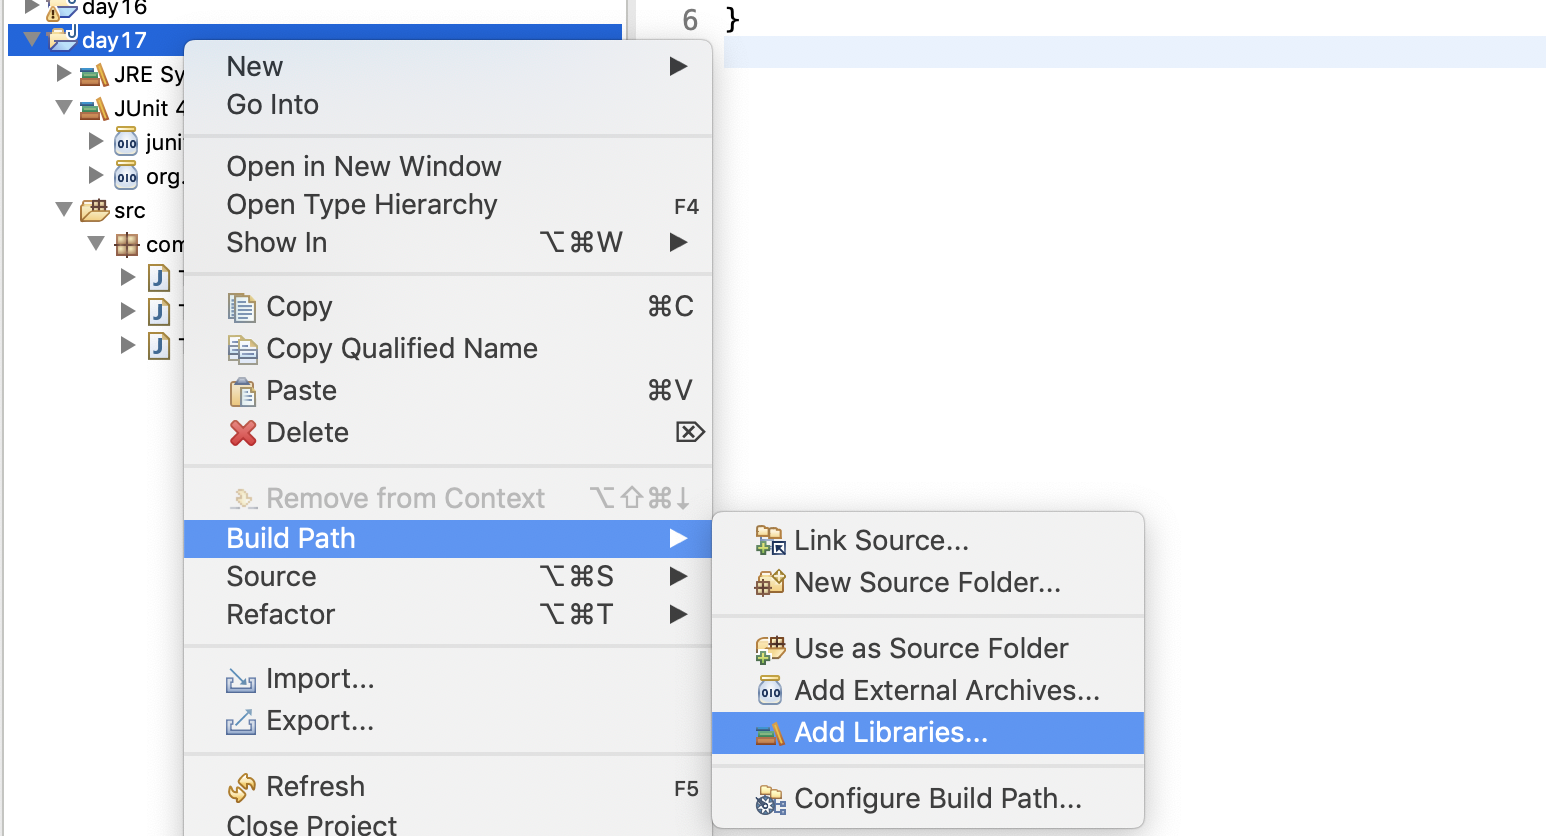 day16
6 }
day17
JRE Sy
JUnit 4
juni
org.
src
com
New
Go Into
Open in New Window
Open Type Hierarchy F4
Show In ⌥⌘W
Copy ⌘C
Copy Qualified Name
Paste ⌘V
Delete ⌦
Remove from Context ⌥⇧⌘↓
Build Path
Source ⌥⌘S
Refactor ⌥⌘T
Import...
Export...
Refresh F5
Close Project
Link Source...
New Source Folder...
Use as Source Folder
Add External Archives...
Add Libraries...
Configure Build Path...